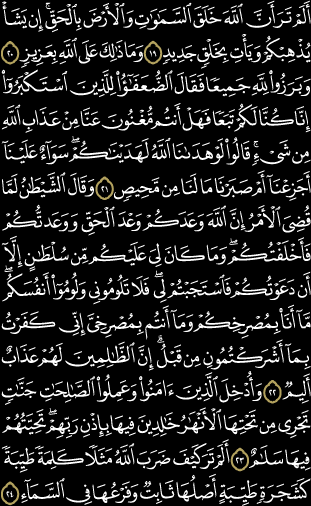 أَلَمْ تَرَ أَنَّ ٱللَّهَ خَلَقَ ٱلسَّمَٰوَٰتِ وَٱلْأَرْضَ بِٱلْحَقِّ ۚ إِن يَشَأْ
يُذْهِبْكُمْ وَيَأْتِ بِخَلْقٍ جَدِيدٍ ١٩ وَمَا ذَٰلِكَ عَلَى ٱللَّهِ بِعَزِيزٍ ٢٠
وَبَرَزُوا۟ لِلَّهِ جَمِيعًا فَقَالَ ٱلضُّعَفَٰٓؤُا۟ لِلَّذِينَ ٱسْتَكْبَرُوٓا۟
إِنَّا كُنَّا لَكُمْ تَبَعًا فَهَلْ أَنتُم مُّغْنُونَ عَنَّا مِنْ عَذَابِ ٱللَّهِ
مِن شَىْءٍ ۚ قَالُوا۟ لَوْ هَدَىٰنَا ٱللَّهُ لَهَدَيْنَٰكُمْ ۖ سَوَآءٌ عَلَيْنَآ
أَجَزِعْنَآ أَمْ صَبَرْنَا مَا لَنَا مِن مَّحِيصٍ ٢١ وَقَالَ ٱلشَّيْطَٰنُ لَمَّا
قُضِىَ ٱلْأَمْرُ إِنَّ ٱللَّهَ وَعَدَكُمْ وَعْدَ ٱلْحَقِّ وَوَعَدتُّكُمْ
فَأَخْلَفْتُكُمْ ۖ وَمَا كَانَ لِىَ عَلَيْكُم مِّن سُلْطَٰنٍ إِلَّآ
أَن دَعَوْتُكُمْ فَٱسْتَجَبْتُمْ لِى ۖ فَلَا تَلُومُونِى وَلُومُوٓا۟ أَنفُسَكُم ۖ
مَّآ أَنَا۠ بِمُصْرِخِكُمْ وَمَآ أَنتُم بِمُصْرِخِىَّ ۖ إِنِّى كَفَرْتُ
بِمَآ أَشْرَكْتُمُونِ مِن قَبْلُ ۗ إِنَّ ٱلظَّٰلِمِينَ لَهُمْ عَذَابٌ
أَلِيمٌ ٢٢ وَأُدْخِلَ ٱلَّذِينَ ءَامَنُوا۟ وَعَمِلُوا۟ ٱلصَّٰلِحَٰتِ جَنَّٰتٍ
تَجْرِى مِن تَحْتِهَا ٱلْأَنْهَٰرُ خَٰلِدِينَ فِيهَا بِإِذْنِ رَبِّهِمْ ۖ تَحِيَّتُهُمْ
فِيهَا سَلَٰمٌ ٢٣ أَلَمْ تَرَ كَيْفَ ضَرَبَ ٱللَّهُ مَثَلًا كَلِمَةً طَيِّبَةً
كَشَجَرَةٍ طَيِّبَةٍ أَصْلُهَا ثَابِتٌ وَفَرْعُهَا فِى ٱلسَّمَآءِ ٢٤